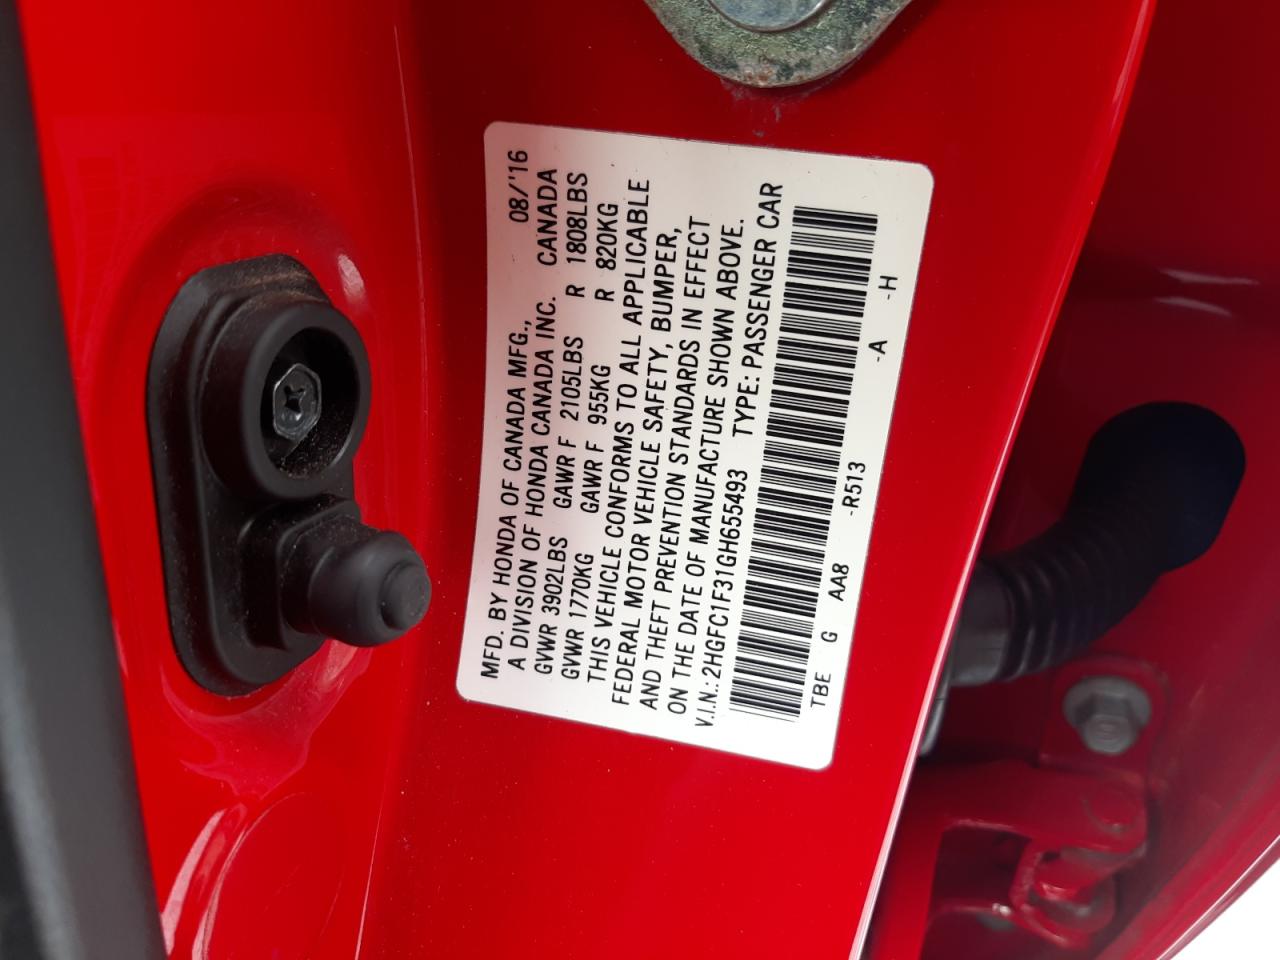 MFD. BY HONDA OF CANADA MFG., 08/'16
A DIVISION OF HONDA CANADA INC. CANADA
GVWR 3902LBS GAWR F 2105LBS R 1808LBS
GVWR 1770KG GAWR F 955KG R 820KG
THIS VEHICLE CONFORMS TO ALL APPLICABLE
FEDERAL MOTOR VEHICLE SAFETY, BUMPER,
AND THEFT PREVENTION STANDARDS IN EFFECT
ON THE DATE OF MANUFACTURE SHOWN ABOVE.
V.I.N.: 2HGFC1F31GH655493 TYPE: PASSENGER CAR
TBE G AA8 -R513 -A -H